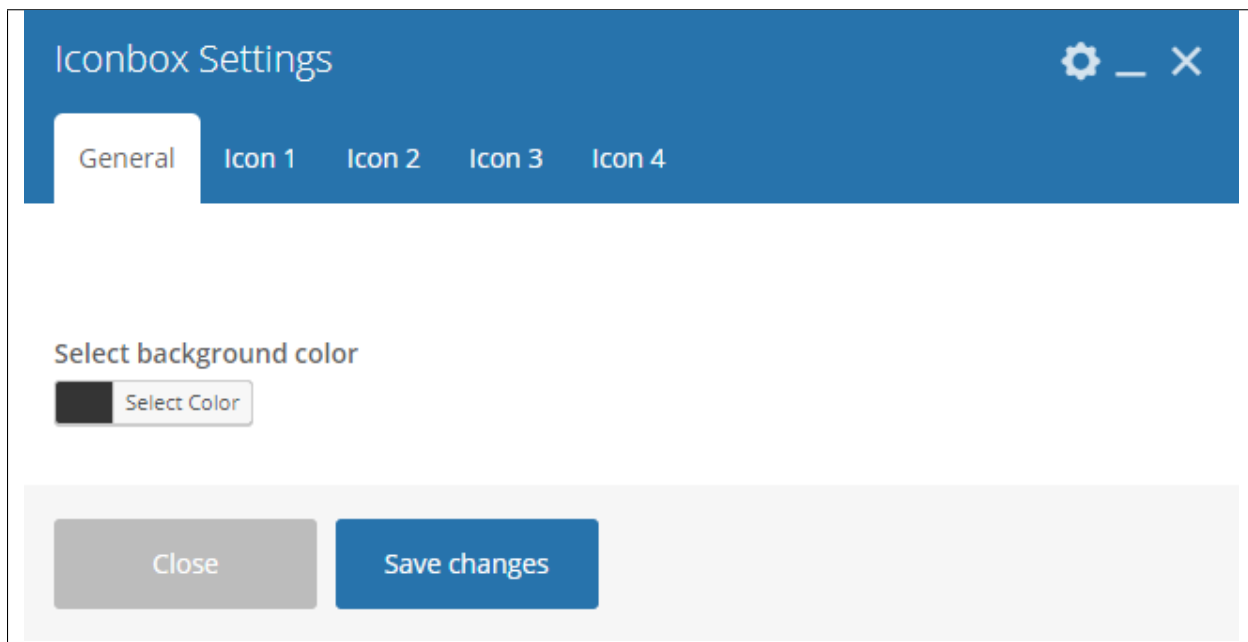 Iconbox Settings
General Icon 1 Icon 2 Icon 3 Icon 4
Select background color
Select Color
Close Save changes